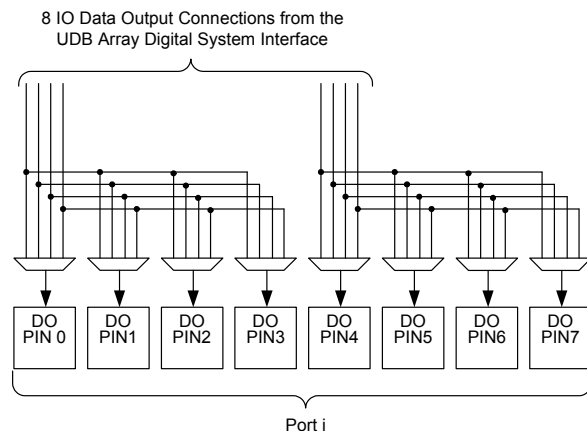 8 IO Data Output Connections from the
UDB Array Digital System Interface
DO
PIN 0
DO
PIN1
DO
PIN2
DO
PIN3
DO
PIN4
DO
PIN5
DO
PIN6
DO
PIN7
Port i